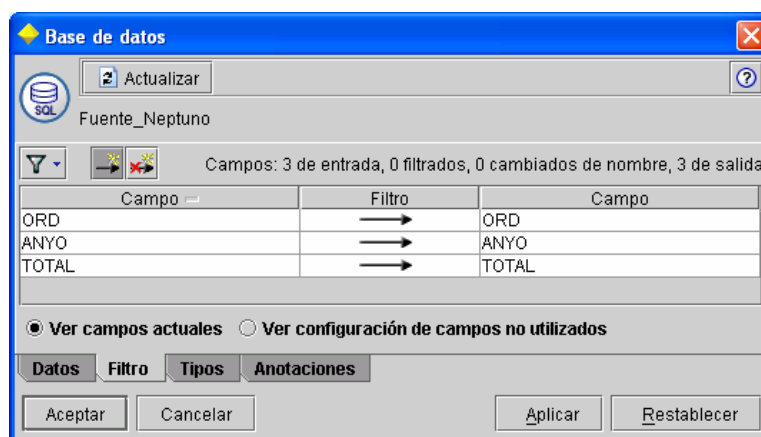 Base de datos
Actualizar
SQL
Fuente_Neptuno
Campos: 3 de entrada, 0 filtrados, 0 cambiados de nombre, 3 de salida
Campo Filtro Campo
ORD ORD
ANYO ANYO
TOTAL TOTAL
Ver campos actuales Ver configuración de campos no utilizados
Datos Filtro Tipos Anotaciones
Aceptar Cancelar Aplicar Restablecer